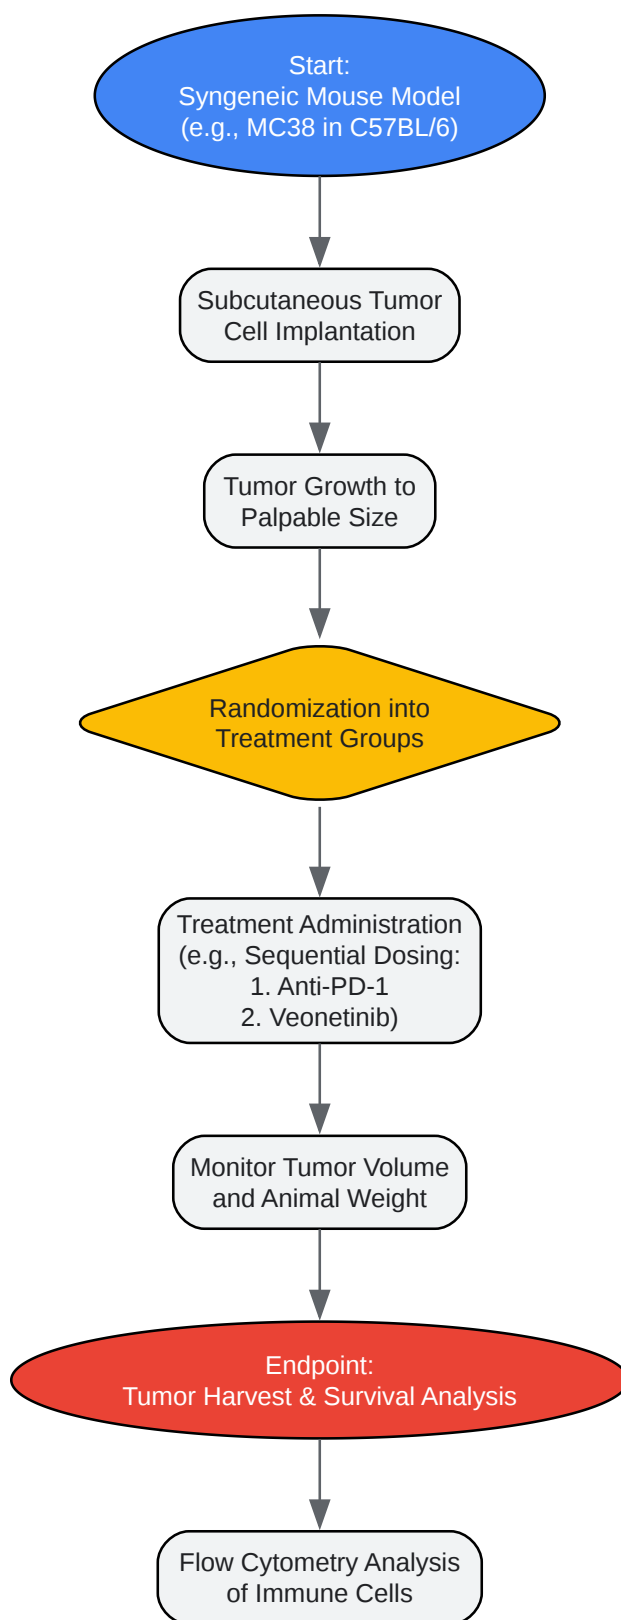 Start:
Syngeneic Mouse Model
(e.g., MC38 in C57BL/6)
Subcutaneous Tumor
Cell Implantation
Tumor Growth to
Palpable Size
Randomization into
Treatment Groups
Treatment Administration
(e.g., Sequential Dosing:
1. Anti-PD-1
2. Veonetinib)
Monitor Tumor Volume
and Animal Weight
Endpoint:
Tumor Harvest & Survival Analysis
Flow Cytometry Analysis
of Immune Cells